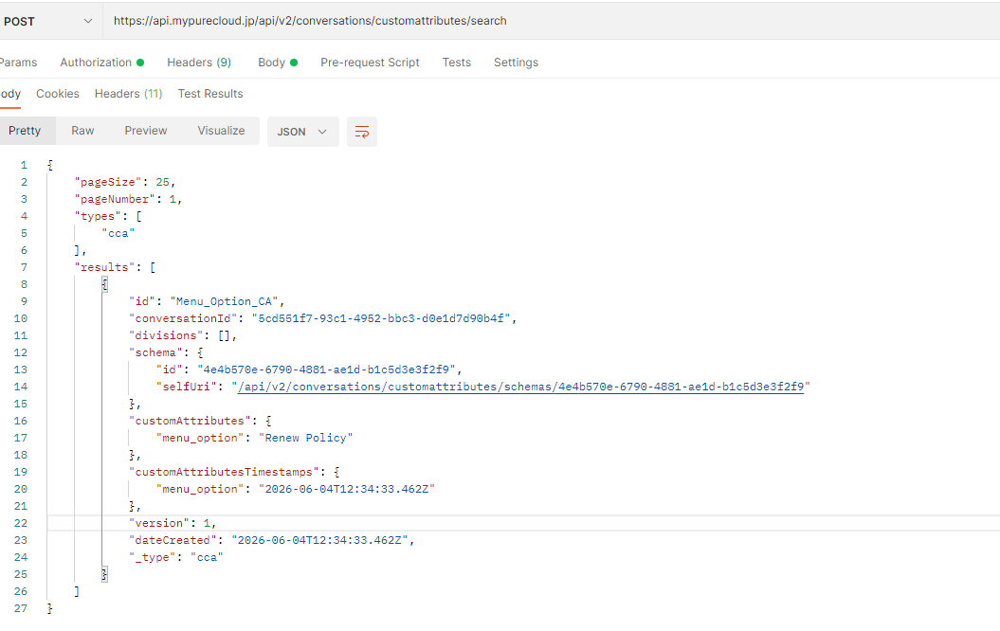 POST https://api.mypurecloud.jp/api/v2/conversations/customattributes/search
Params Authorization Headers (9) Body Pre-request Script Tests Settings
ody Cookies Headers (11) Test Results
Pretty Raw Preview Visualize JSON
1 {
2 "pageSize": 25,
3 "pageNumber": 1,
4 "types": [
5 "cca"
6 ],
7 "results": [
8 {
9 "id": "Menu_Option_CA",
10 "conversationId": "5cd551f7-93c1-4952-bbc3-d0e1d7d90b4f",
11 "divisions": [],
12 "schema": {
13 "id": "4e4b570e-6790-4881-ae1d-b1c5d3e3f2f9",
14 "selfUri": "/api/v2/conversations/customattributes/schemas/4e4b570e-6790-4881-ae1d-b1c5d3e3f2f9"
15 },
16 "customAttributes": {
17 "menu_option": "Renew Policy"
18 },
19 "customAttributesTimestamps": {
20 "menu_option": "2026-06-04T12:34:33.462Z"
21 },
22 "version": 1,
23 "dateCreated": "2026-06-04T12:34:33.462Z",
24 "_type": "cca"
25 }
26 ]
27 }